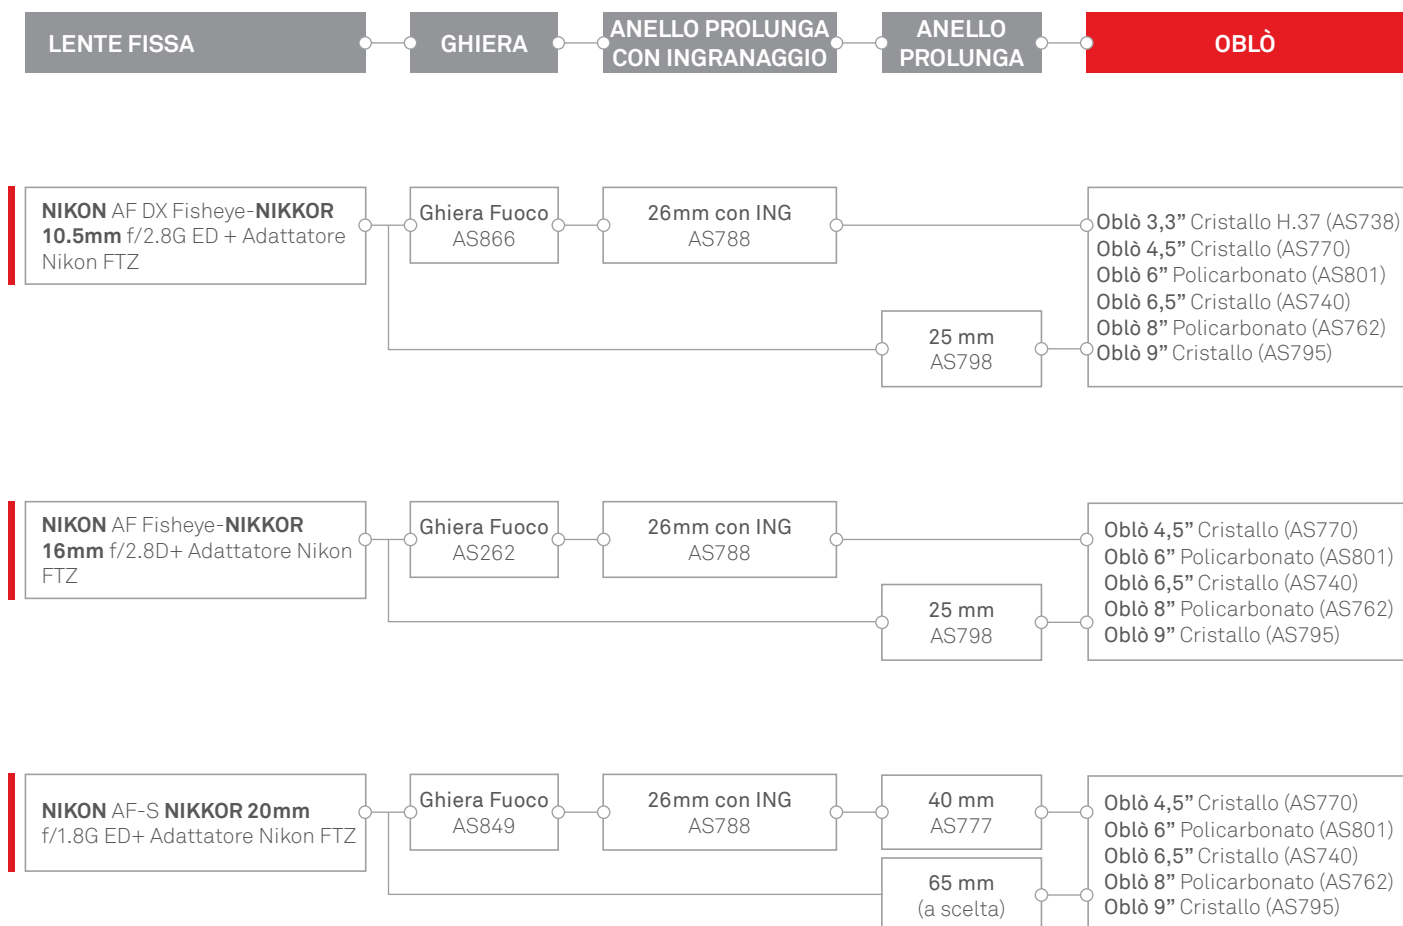 LENTE FISSA
GHIERA
ANELLO PROLUNGA
CON INGRANAGGIO
ANELLO
PROLUNGA
OBLÒ
NIKON AF DX Fisheye-NIKKOR
10.5mm f/2.8G ED + Adattatore
Nikon FTZ
Ghiera Fuoco
AS866
26mm con ING
AS788
25 mm
AS798
Oblò 3,3” Cristallo H.37 (AS738)
Oblò 4,5” Cristallo (AS770)
Oblò 6” Policarbonato (AS801)
Oblò 6,5” Cristallo (AS740)
Oblò 8” Policarbonato (AS762)
Oblò 9” Cristallo (AS795)
NIKON AF Fisheye-NIKKOR
16mm f/2.8D+ Adattatore Nikon
FTZ
Ghiera Fuoco
AS262
26mm con ING
AS788
25 mm
AS798
Oblò 4,5” Cristallo (AS770)
Oblò 6” Policarbonato (AS801)
Oblò 6,5” Cristallo (AS740)
Oblò 8” Policarbonato (AS762)
Oblò 9” Cristallo (AS795)
NIKON AF-S NIKKOR 20mm
f/1.8G ED+ Adattatore Nikon FTZ
Ghiera Fuoco
AS849
26mm con ING
AS788
40 mm
AS777
65 mm
(a scelta)
Oblò 4,5” Cristallo (AS770)
Oblò 6” Policarbonato (AS801)
Oblò 6,5” Cristallo (AS740)
Oblò 8” Policarbonato (AS762)
Oblò 9” Cristallo (AS795)